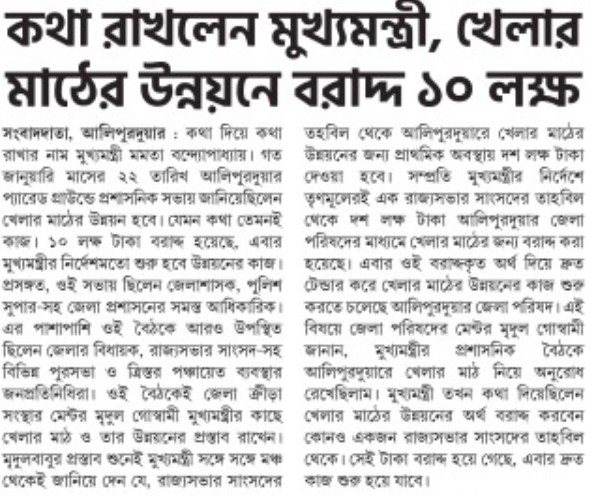 কথা রাখলেন মুখ্যমন্ত্রী, খেলার
মাঠের উন্নয়নে বরাদ্দ ১০ লক্ষ
সংবাদদাতা, আলিপুরদুয়ার : কথা দিয়ে কথা
রাখার নাম মুখ্যমন্ত্রী মমতা বন্দ্যোপাধ্যায়। গত
জানুয়ারি মাসের ২২ তারিখ আলিপুরদুয়ার
প্যারেড গ্রাউন্ডে প্রশাসনিক সভায় জানিয়েছিলেন
খেলার মাঠের উন্নয়ন হবে। যেমন কথা তেমনই
কাজ। ১০ লক্ষ টাকা বরাদ্দ হয়েছে, এবার
মুখ্যমন্ত্রীর নির্দেশমতো শুরু হবে উন্নয়নের কাজ।
প্রসঙ্গত, ওই সভায় ছিলেন জেলাশাসক, পুলিশ
সুপার-সহ জেলা প্রশাসনের সমস্ত আধিকারিক।
এর পাশাপাশি ওই বৈঠকে আরও উপস্থিত
ছিলেন জেলার বিধায়ক, রাজ্যসভার সাংসদ-সহ
বিভিন্ন পুরসভা ও ত্রিস্তর পঞ্চায়েত ব্যবস্থার
জনপ্রতিনিধিরা। ওই বৈঠকেই জেলা ক্রীড়া
সংস্থার মেন্টর মৃদুল গোস্বামী মুখ্যমন্ত্রীর কাছে
খেলার মাঠ ও তার উন্নয়নের প্রস্তাব রাখেন।
মৃদুলবাবুর প্রস্তাব শুনেই মুখ্যমন্ত্রী সঙ্গে সঙ্গে মঞ্চ
থেকেই জানিয়ে দেন যে, রাজ্যসভার সাংসদের
তহবিল থেকে আলিপুরদুয়ারে খেলার মাঠের
উন্নয়নের জন্য প্রাথমিক অবস্থায় দশ লক্ষ টাকা
দেওয়া হবে। সম্প্রতি মুখ্যমন্ত্রীর নির্দেশে
তৃণমূলেরই এক রাজ্যসভার সাংসদের তাহবিল
থেকে দশ লক্ষ টাকা আলিপুরদুয়ার জেলা
পরিষদের মাধ্যমে খেলার মাঠের জন্য বরাদ্দ করা
হয়েছে। এবার ওই বরাদ্দকৃত অর্থ দিয়ে দ্রুত
টেন্ডার করে খেলার মাঠের উন্নয়নের কাজ শুরু
করতে চলেছে আলিপুরদুয়ার জেলা পরিষদ। এই
বিষয়ে জেলা পরিষদের মেন্টর মৃদুল গোস্বামী
জানান, মুখ্যমন্ত্রীর প্রশাসনিক বৈঠকে
আলিপুরদুয়ারে খেলার মাঠ নিয়ে অনুরোধ
রেখেছিলাম। মুখ্যমন্ত্রী তখন কথা দিয়েছিলেন
খেলার মাঠের উন্নয়নের অর্থ বরাদ্দ করবেন
কোনও একজন রাজ্যসভার সাংসদের তাহবিল
থেকে। সেই টাকা বরাদ্দ হয়ে গেছে, এবার দ্রুত
কাজ শুরু হয়ে যাবে।